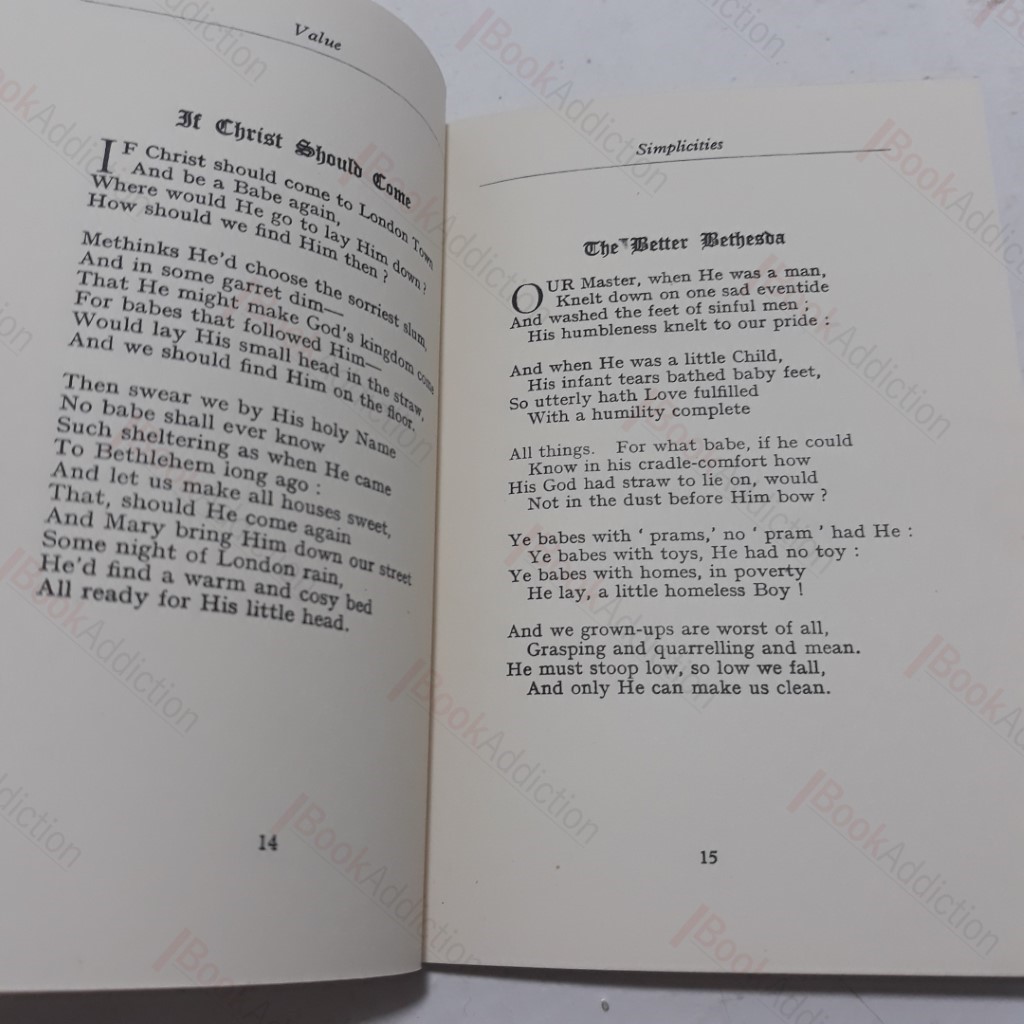 Value
If Christ Should Come
IF Christ should come to London Town
And be a Babe again,
Where would He go to lay Him down?
How should we find Him then ?
Methinks He'd choose the sorriest slum,
And in some garret dim—
That He might make God's kingdom come
For babes that followed Him—
Would lay His small head in the straw,
And we should find Him on the floor.
Then swear we by His holy Name
No babe shall ever know
Such sheltering as when He came
To Bethlehem long ago :
And let us make all houses sweet,
That, should He come again
And Mary bring Him down our street
Some night of London rain,
He'd find a warm and cosy bed
All ready for His little head.
14
Simplicities
The Better Bethesda
OUR Master, when He was a man,
Knelt down on one sad eventide
And washed the feet of sinful men ;
His humbleness knelt to our pride :
And when He was a little Child,
His infant tears bathed baby feet,
So utterly hath Love fulfilled
With a humility complete
All things. For what babe, if he could
Know in his cradle-comfort how
His God had straw to lie on, would
Not in the dust before Him bow ?
Ye babes with ' prams,' no ' pram ' had He :
Ye babes with toys, He had no toy :
Ye babes with homes, in poverty
He lay, a little homeless Boy !
And we grown-ups are worst of all,
Grasping and quarrelling and mean.
He must stoop low, so low we fall,
And only He can make us clean.
15
BookAddiction